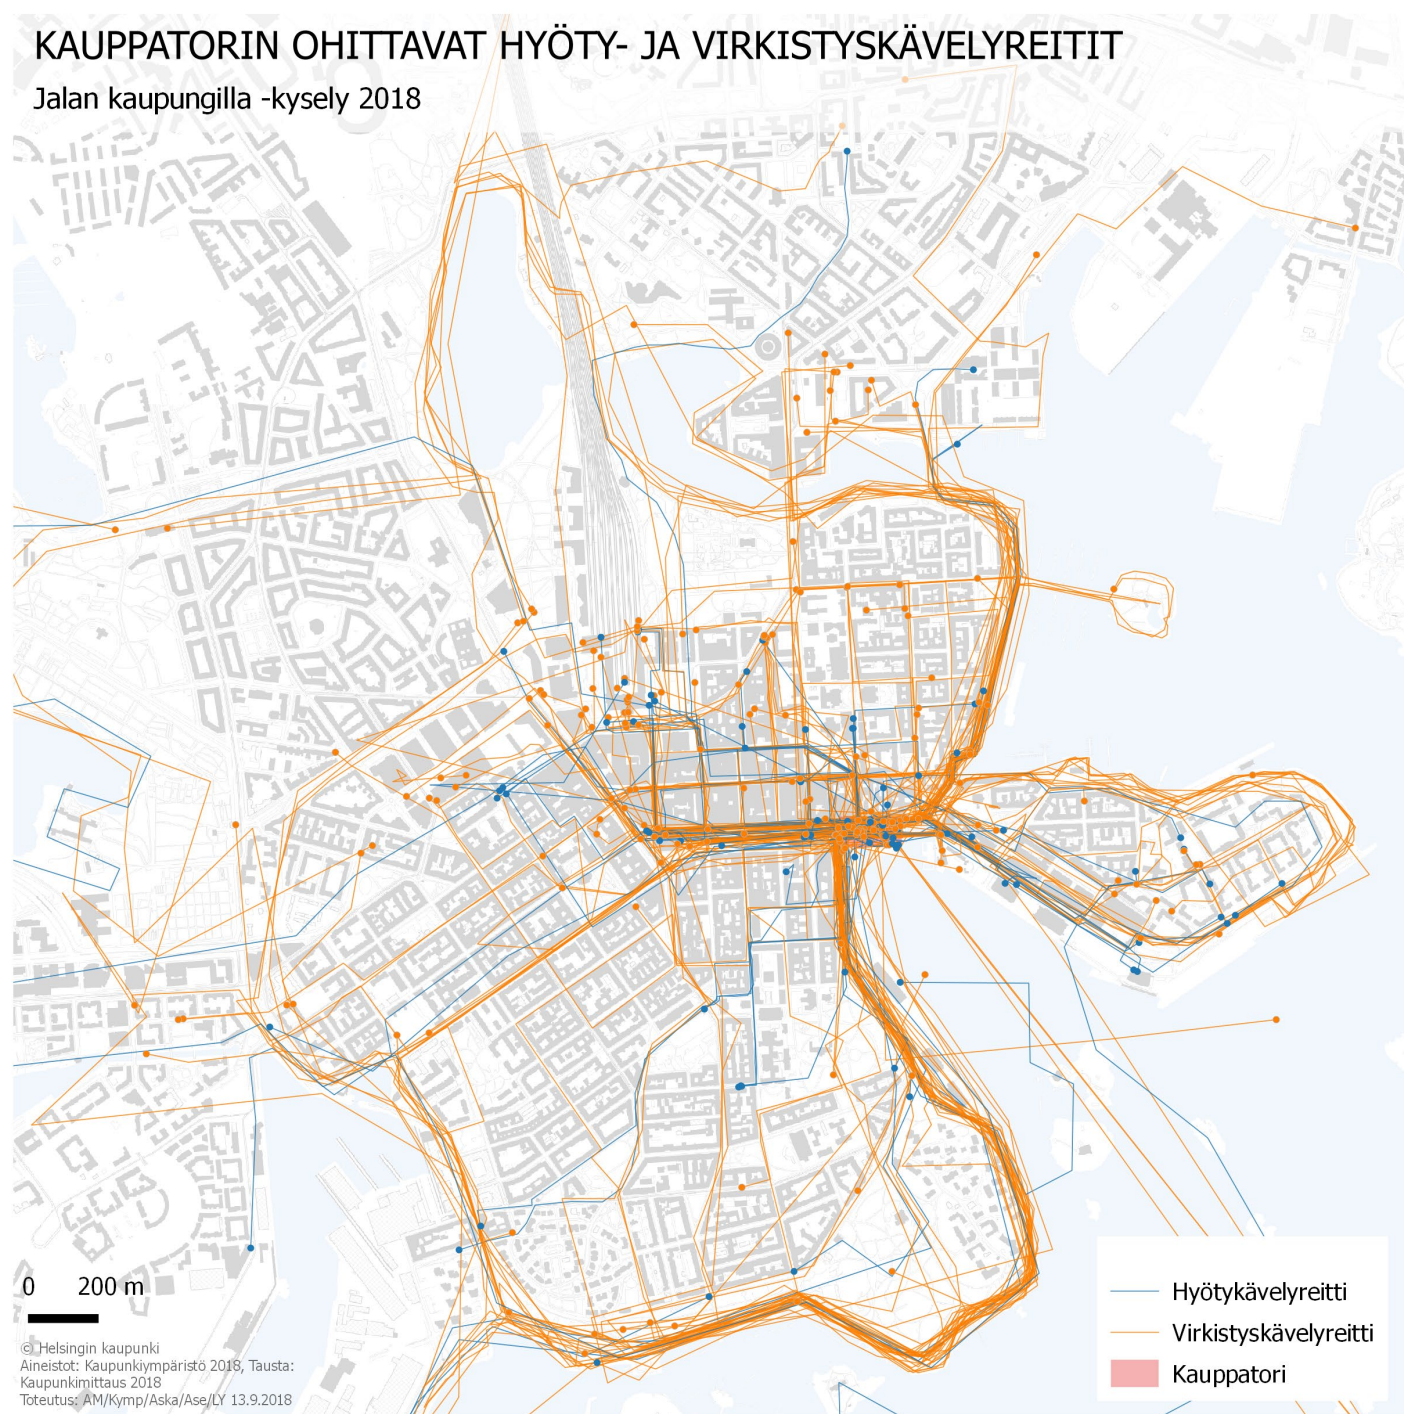 KAUPPATORIN OHITTAVAT HYÖTY- JA VIRKISTYSKÄVELYREITIT
Jalan kaupungilla -kysely 2018
0 200 m
© Helsingin kaupunki
Aineistot: Kaupunkiympäristö 2018, Tausta:
Kaupunkimittaus 2018
Toteutus: AM/Kymp/Aska/Ase/LY 13.9.2018
Hyötykävelyreitti
Virkistyskävelyreitti
Kauppatori